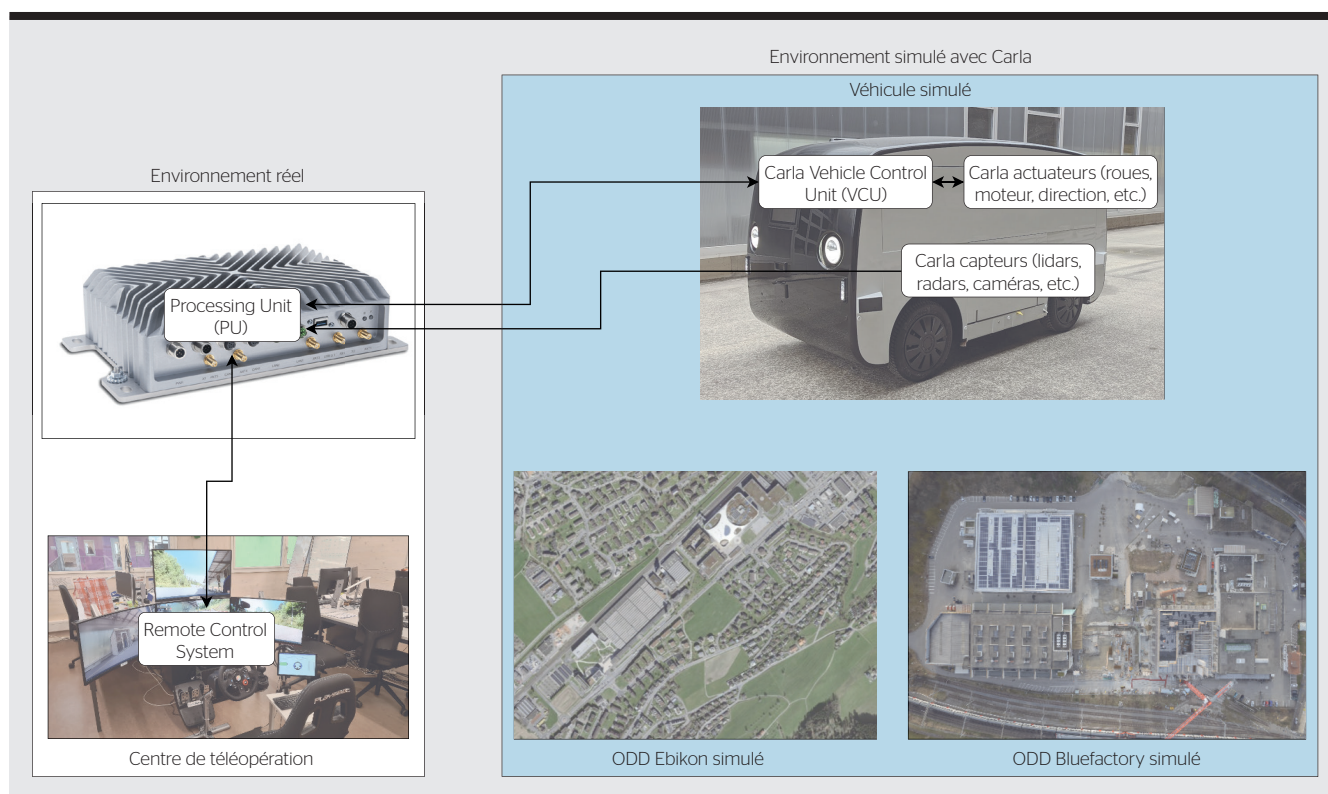 Environnement simulé avec Carla
Véhicule simulé
Carla Vehicle Control
Unit (VCU)
Carla actuateurs (roues,
moteur, direction, etc.)
Carla capteurs (lidars,
radars, caméras, etc.)
Environnement réel
Processing Unit
(PU)
Remote Control
System
Centre de téléopération
ODD Ebikon simulé
ODD Bluefactory simulé